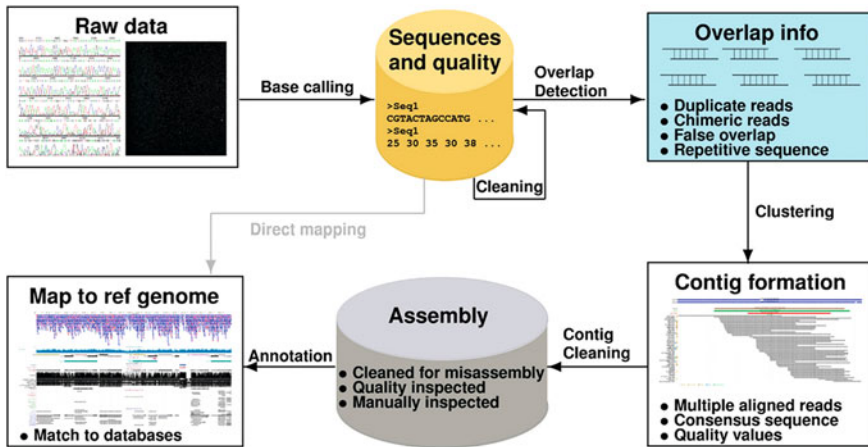 Raw data
Base calling
Sequences
and quality
>Seq1
CGTACTAGCCATG ...
>Seq1
25 30 35 30 38 ...
Cleaning
Overlap
Detection
Overlap info
● Duplicate reads
● Chimeric reads
● False overlap
● Repetitive sequence
Clustering
Direct mapping
Contig formation
● Multiple aligned reads
● Consensus sequence
● Quality values
Contig
Cleaning
Assembly
● Cleaned for misassembly
● Quality inspected
● Manually inspected
Annotation
Map to ref genome
● Match to databases